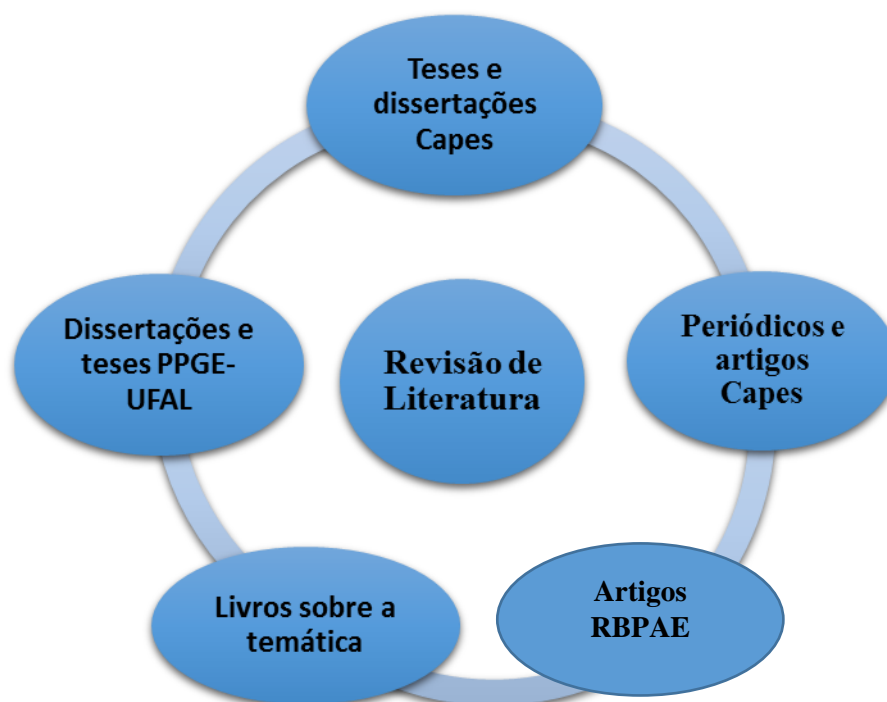 Teses e
dissertações
Capes
Dissertações e
teses PPGE-
UFAL
Revisão de
Literatura
Periódicos e
artigos
Capes
Livros sobre a
temática
Artigos
RBPAE